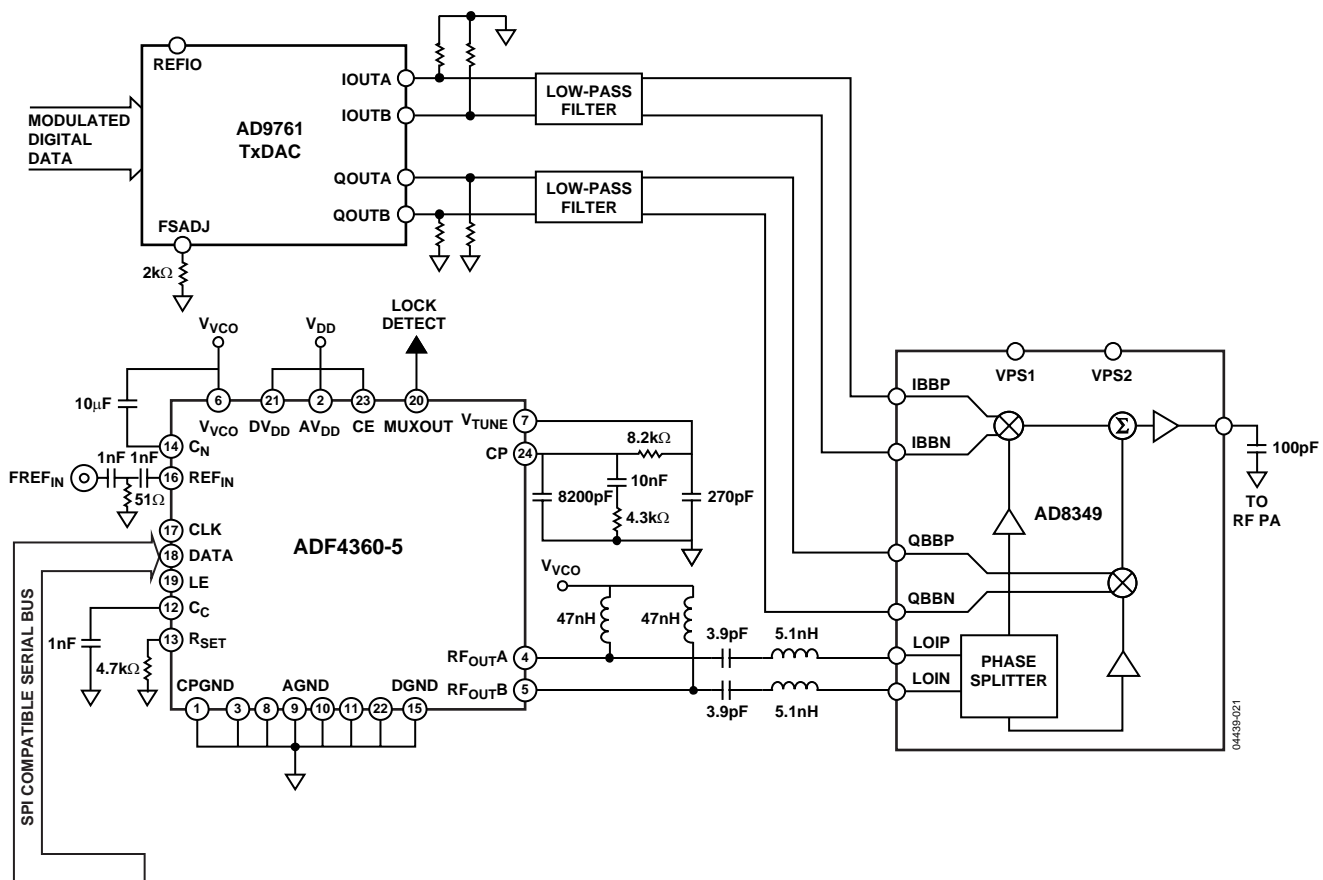 REFIO
MODULATED
DIGITAL
DATA
AD9761
TxDAC
IOUTA
IOUTB
QOUTA
QOUTB
FSADJ
2kΩ
LOW-PASS
FILTER
LOW-PASS
FILTER
VVCO
VDD
LOCK
DETECT
10µF
6
21
2
23
20
VVCO
DVDD
AVDD
CE
MUXOUT
14
CN
1nF
1nF
FREFIN
16
REFIN
51Ω
17
CLK
18
DATA
19
LE
12
CC
13
RSET
1nF
4.7kΩ
ADF4360-5
VTUNE
7
CP
24
8.2kΩ
10nF
8200pF
270pF
4.3kΩ
VVCO
47nH
47nH
3.9pF
5.1nH
RFOUTA
4
RFOUTB
5
3.9pF
5.1nH
CPGND
AGND
DGND
1
3
8
9
10
11
22
15
SPI COMPATIBLE SERIAL BUS
VPS1
VPS2
IBBP
IBBN
Σ
100pF
TO
RF PA
AD8349
QBBP
QBBN
LOIP
LOIN
PHASE
SPLITTER
04439-021